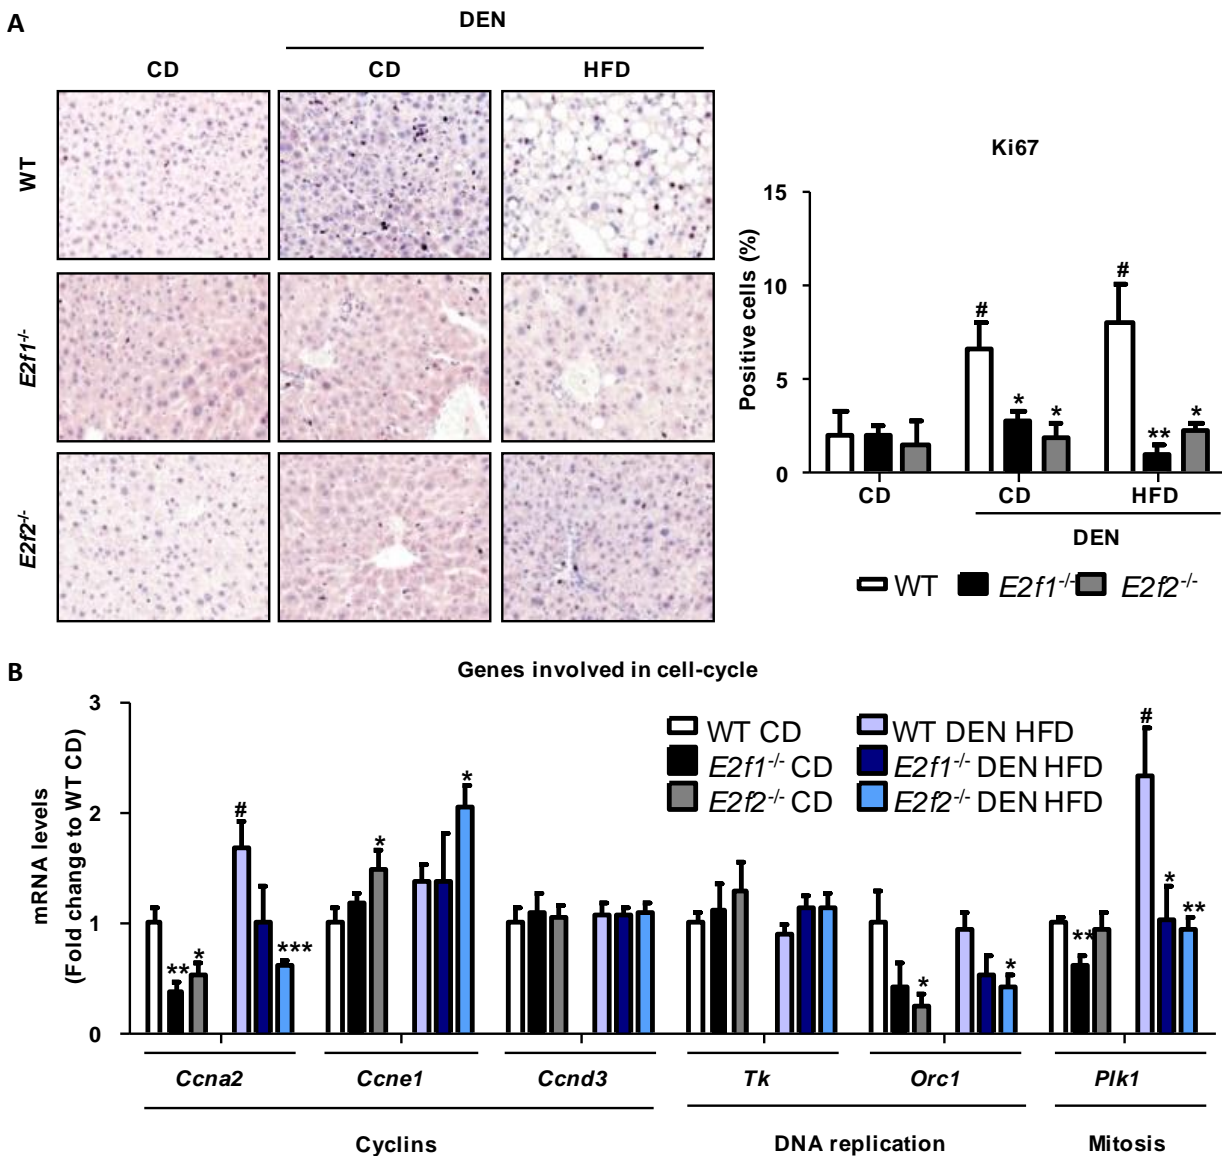 A
DEN
CD CD HFD
WT
E2f1-/-
E2f2-/-
Ki67
Positive cells (%)
15
10
5
0
# # * * ** *
CD CD HFD
DEN
WT E2f1-/- E2f2-/-
B
Genes involved in cell-cycle
mRNA levels
(Fold change to WT CD)
3
2
1
0
WT CD WT DEN HFD
E2f1-/- CD E2f1-/- DEN HFD
E2f2-/- CD E2f2-/- DEN HFD
** * # *** * * * * ** # * **
Ccna2 Ccne1 Ccnd3 Tk Orc1 Plk1
Cyclins DNA replication Mitosis